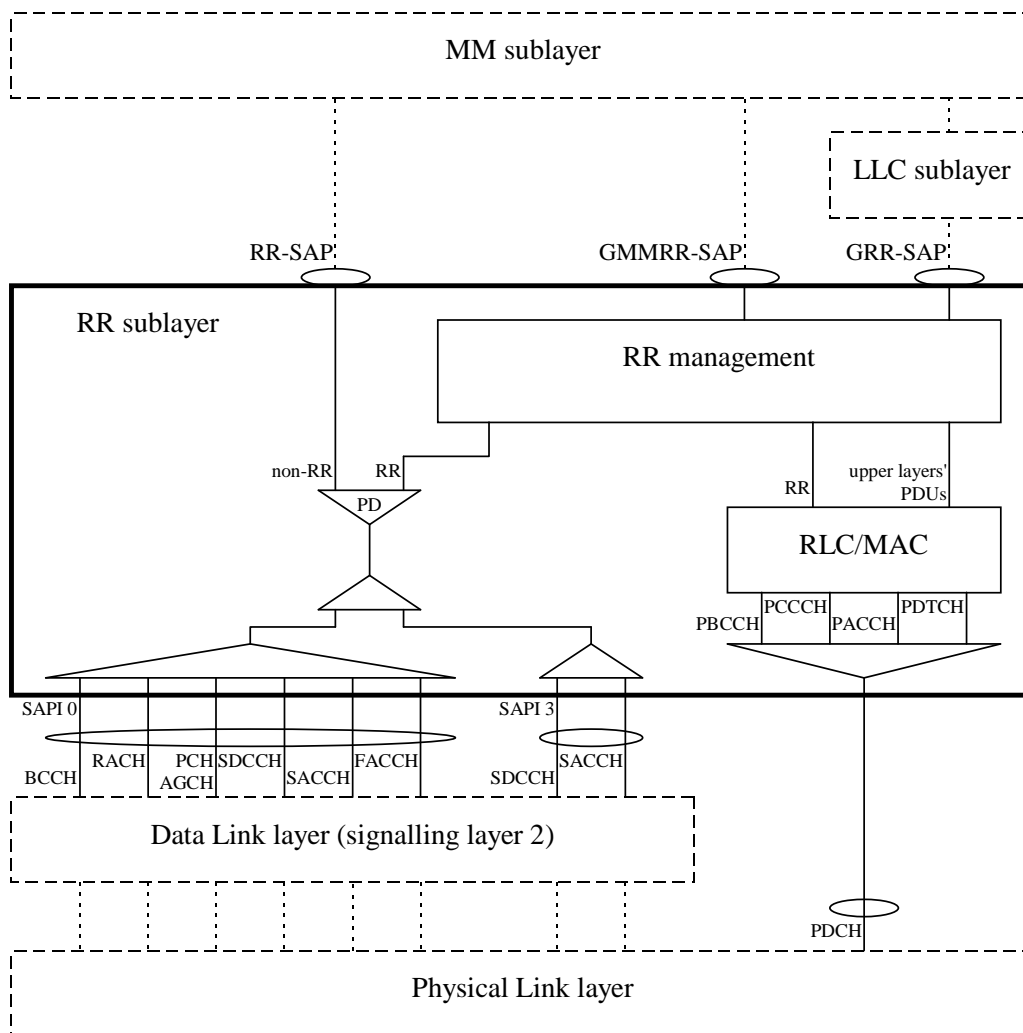 MM sublayer
LLC sublayer
RR-SAP
GMMRR-SAP
GRR-SAP
RR sublayer
RR management
non-RR
RR
upper layers'
RR
PDUs
PD
RLC/MAC
PCCCH
PDTCH
PBCCH
PACCH
SAPI 0
SAPI 3
RACH
PCH
SDCCH
FACCH
SACCH
BCCH
AGCH
SACCH
SDCCH
Data Link layer (signalling layer 2)
PDCH
Physical Link layer